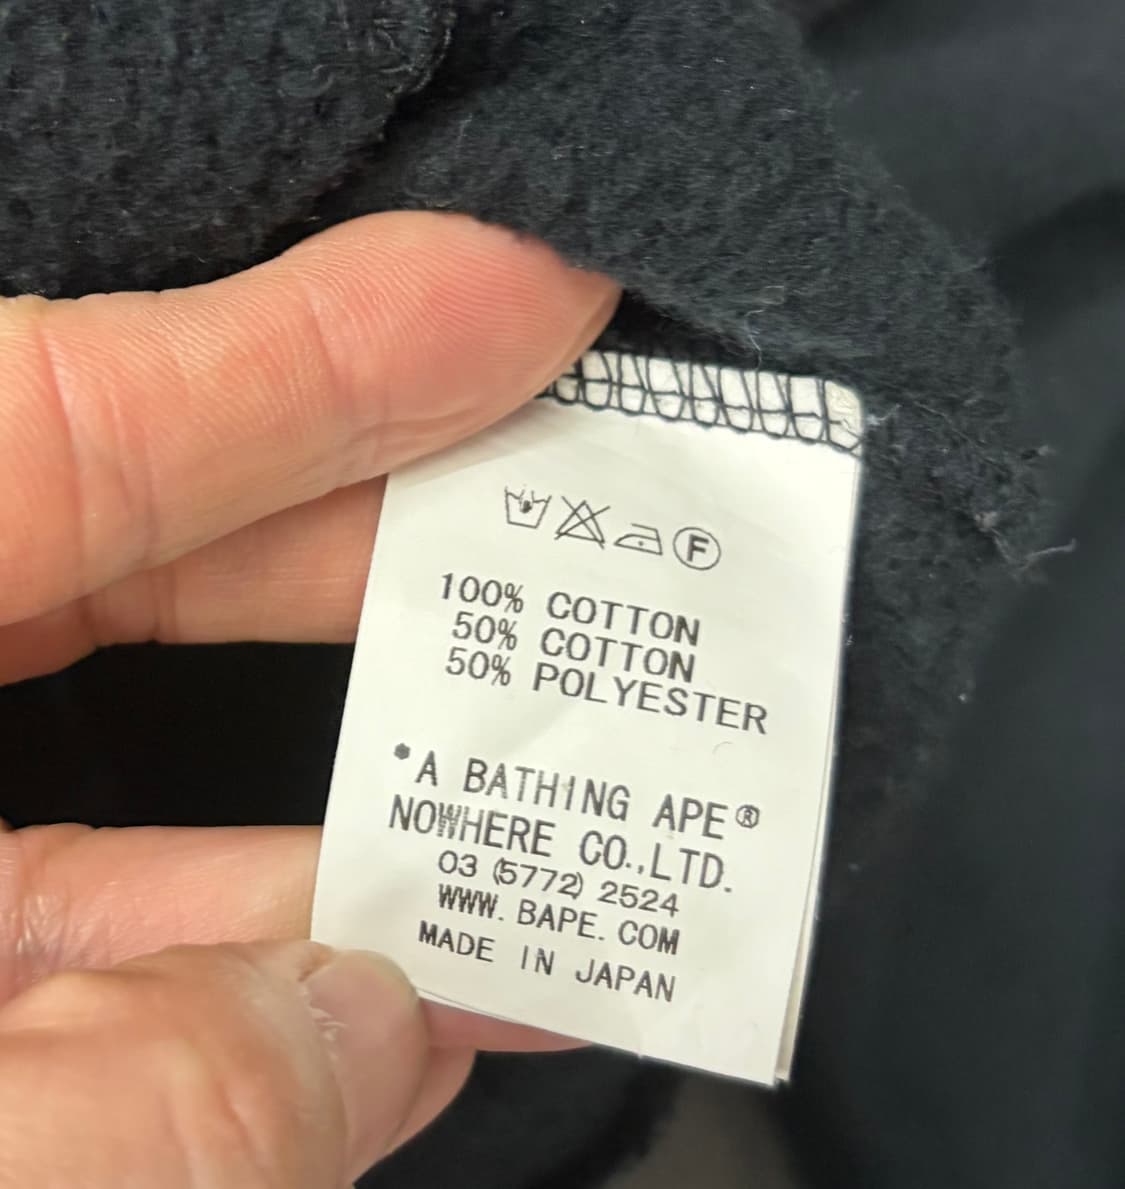 F
100% COTTON
50% COTTON
50% POLYESTER
*A BATHING APE®
NOWHERE CO.,LTD.
03 (5772) 2524
WWW. BAPE. COM
MADE IN JAPAN